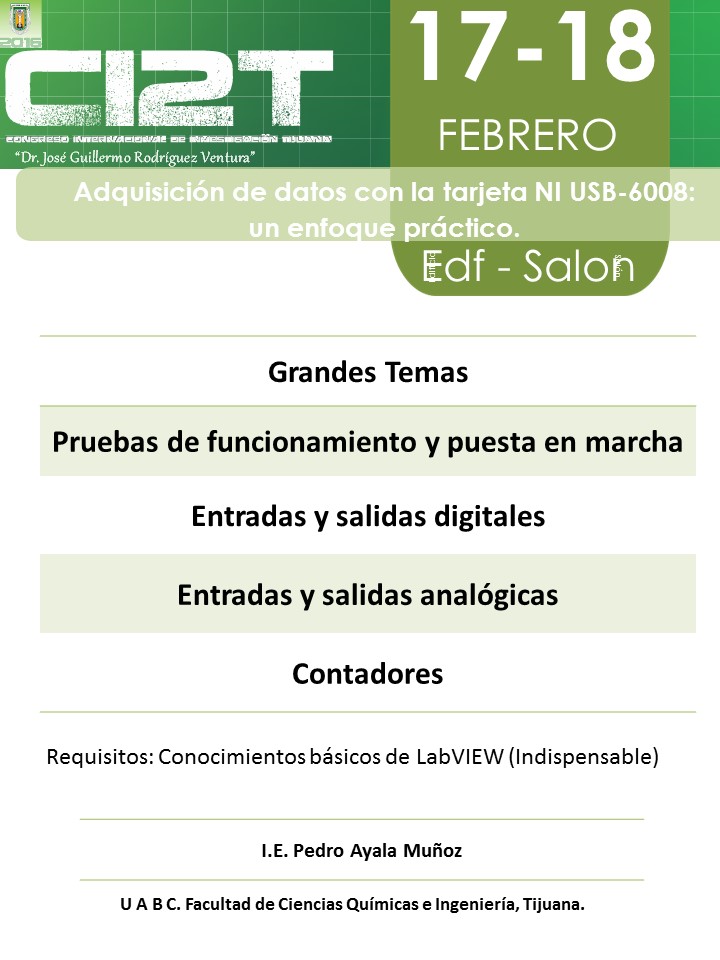 2016
CI2T
CONGRESO INTERNACIONAL DE INVESTIGACIÓN TIJUANA
“Dr. José Guillermo Rodríguez Ventura”
17-18
FEBRERO
Adquisición de datos con la tarjeta NI USB-6008:
un enfoque práctico.
Edf - Salon
Edificio
Salón
Grandes Temas
Pruebas de funcionamiento y puesta en marcha
Entradas y salidas digitales
Entradas y salidas analógicas
Contadores
Requisitos: Conocimientos básicos de LabVIEW (Indispensable)
I.E. Pedro Ayala Muñoz
U A B C. Facultad de Ciencias Químicas e Ingeniería, Tijuana.